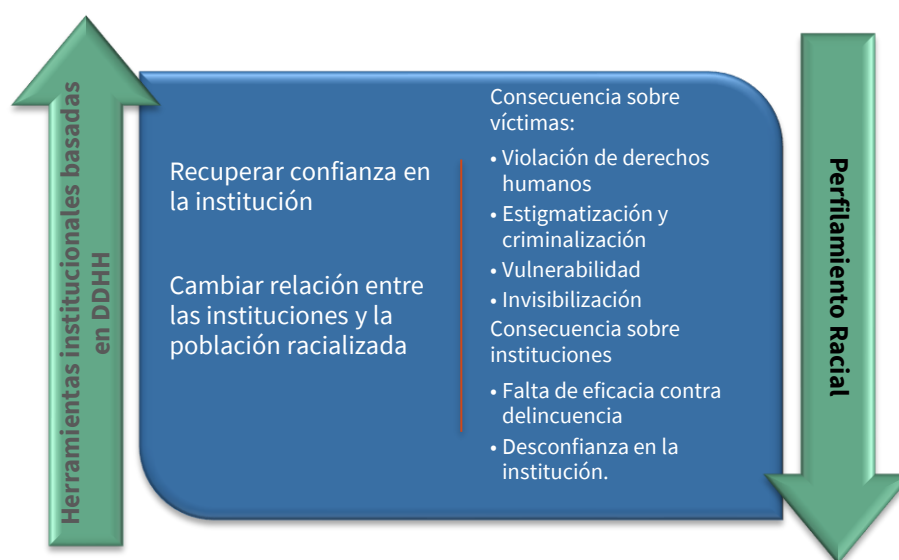 Herramientas institucionales basadas
en DDHH
Recuperar confianza en
la institución
Cambiar relación entre
las instituciones y la
población racializada
Consecuencia sobre
víctimas:
• Violación de derechos
humanos
• Estigmatización y
criminalización
• Vulnerabilidad
• Invisibilización
Consecuencia sobre
instituciones
• Falta de eficacia contra
delincuencia
• Desconfianza en la
institución.
Perfilamiento Racial